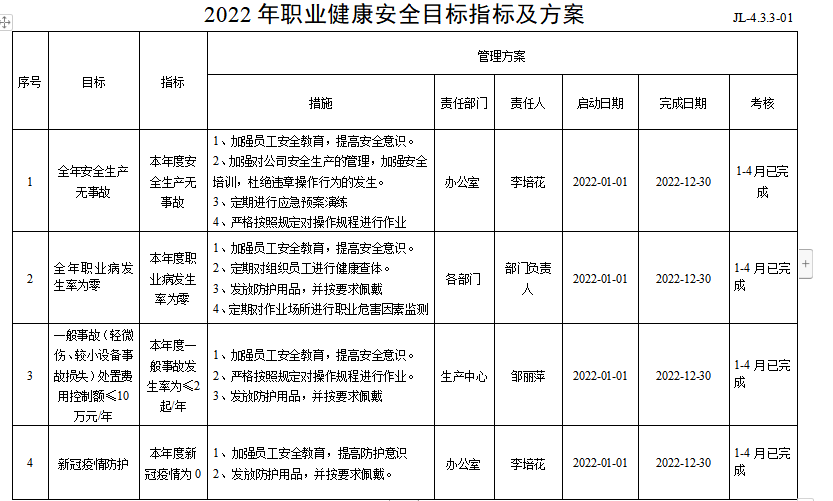 2022 年职业健康安全目标指标及方案
JL-4.3.3-01
序号
目标
指标
管理方案
措施
责任部门
责任人
启动日期
完成日期
考核
1
全年安全生产
无事故
本年度安
全生产无
事故
1、加强员工安全教育，提高安全意识。
2、加强对公司安全生产的管理，加强安全
培训，杜绝违章操作行为的发生。
3、定期进行应急预案演练
4、严格按照规定对操作规程进行作业
办公室
李培花
2022-01-01
2022-12-30
1-4 月已完
成
2
全年职业病发
生率为零
本年度职
业病发生
率为零
1、加强员工安全教育，提高安全意识。
2、定期对组织员工进行健康查体。
3、发放防护用品，并按要求佩戴
4、定期对作业场所进行职业危害因素监测
各部门
部门负责
人
2022-01-01
2022-12-30
1-4 月已完
成
3
一般事故（轻微
伤、较小设备事
故损失）处置费
用控制额≤10
万元/年
本年度一
般事故发
生率为≤2
起/年
1、加强员工安全教育，提高安全意识。
2、严格按照规定对操作规程进行作业。
3、发放防护用品，并按要求佩戴
生产中心
邹丽萍
2022-01-01
2022-12-30
1-4 月已完
成
4
新冠疫情防护
本年度新
冠疫情为 0
1、加强员工安全教育，提高防护意识
2、发放防护用品，并按要求佩戴。
办公室
李培花
2022-01-01
2022-12-30
1-4 月已完
成